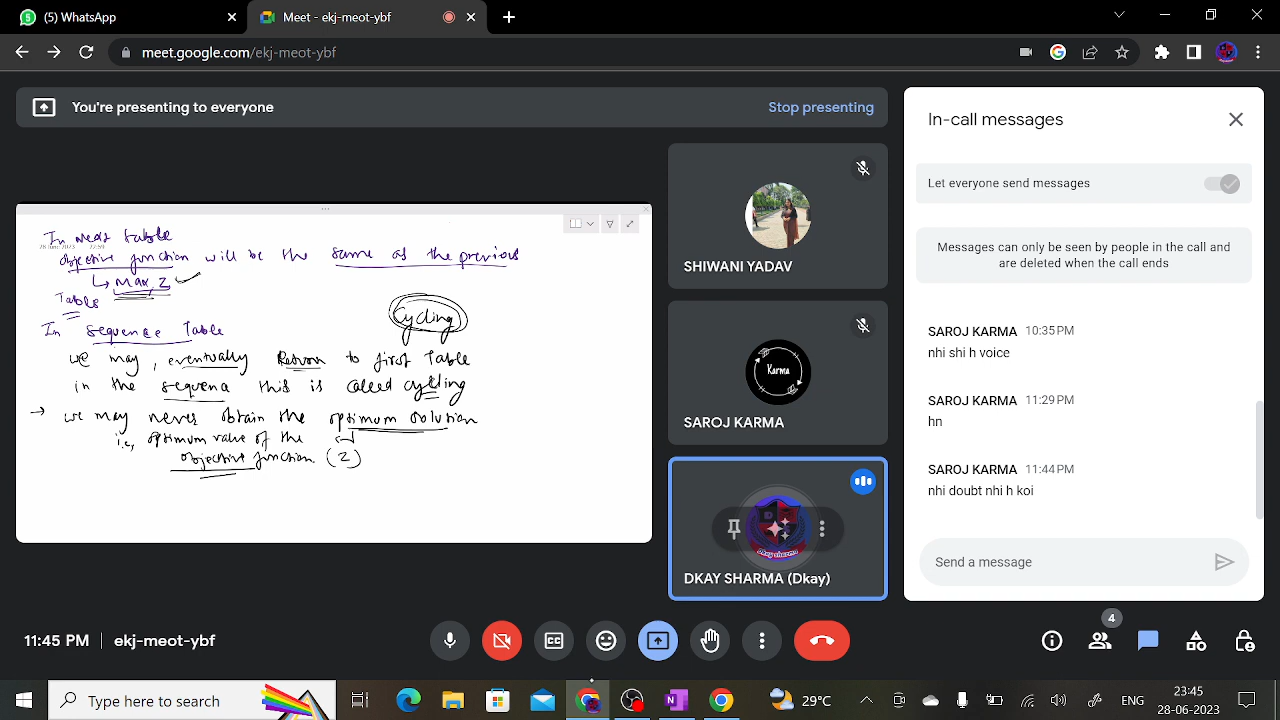 (5) WhatsApp
Meet - ekj-meot-ybf
meet.google.com/ekj-meot-ybf
You're presenting to everyone
Stop presenting
In next table
objective function will be the same as the previous
Max, Z
Table
Cycling
In sequence Table
we may, eventually Return to first Table
in the sequena this is called cycling
→ we may never obtain the optimum solution
i.e., optimum value of the
objective function. (Z)
SHIWANI YADAV
SAROJ KARMA
Karma
DKAY SHARMA (Dkay)
Dkay sharma
In-call messages
Let everyone send messages
Messages can only be seen by people in the call and
are deleted when the call ends
SAROJ KARMA 10:35 PM
nhi shi h voice
SAROJ KARMA 11:29 PM
hn
SAROJ KARMA 11:44 PM
nhi doubt nhi h koi
Send a message
11:45 PM | ekj-meot-ybf
4
Type here to search
29°C
ENG
23:45
28-06-2023